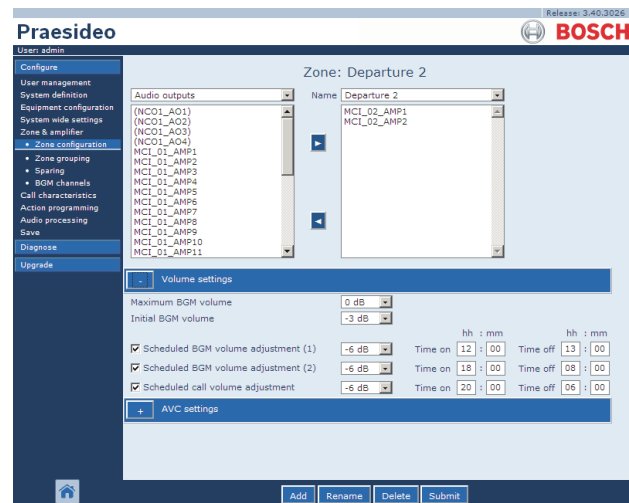 Release: 3.40.3026
Praesideo
BOSCH
User: admin
Configure
User management
System definition
Equipment configuration
System wide settings
Zone & amplifier
• Zone configuration
• Zone grouping
• Sparing
• BGM channels
Call characteristics
Action programming
Audio processing
Save
Diagnose
Upgrade
Zone: Departure 2
Audio outputs
Name Departure 2
(NCO1_AO1)
(NCO1_AO2)
(NCO1_AO3)
(NCO1_AO4)
MCI_01_AMP1
MCI_01_AMP2
MCI_01_AMP3
MCI_01_AMP4
MCI_01_AMP5
MCI_01_AMP6
MCI_01_AMP7
MCI_01_AMP8
MCI_01_AMP9
MCI_01_AMP10
MCI_01_AMP11
MCI_02_AMP1
MCI_02_AMP2
- Volume settings
Maximum BGM volume 0 dB
Initial BGM volume -3 dB
hh : mm hh : mm
Scheduled BGM volume adjustment (1) -6 dB Time on 12 : 00 Time off 13 : 00
Scheduled BGM volume adjustment (2) -6 dB Time on 18 : 00 Time off 08 : 00
Scheduled call volume adjustment -6 dB Time on 20 : 00 Time off 06 : 00
+ AVC settings
Add Rename Delete Submit